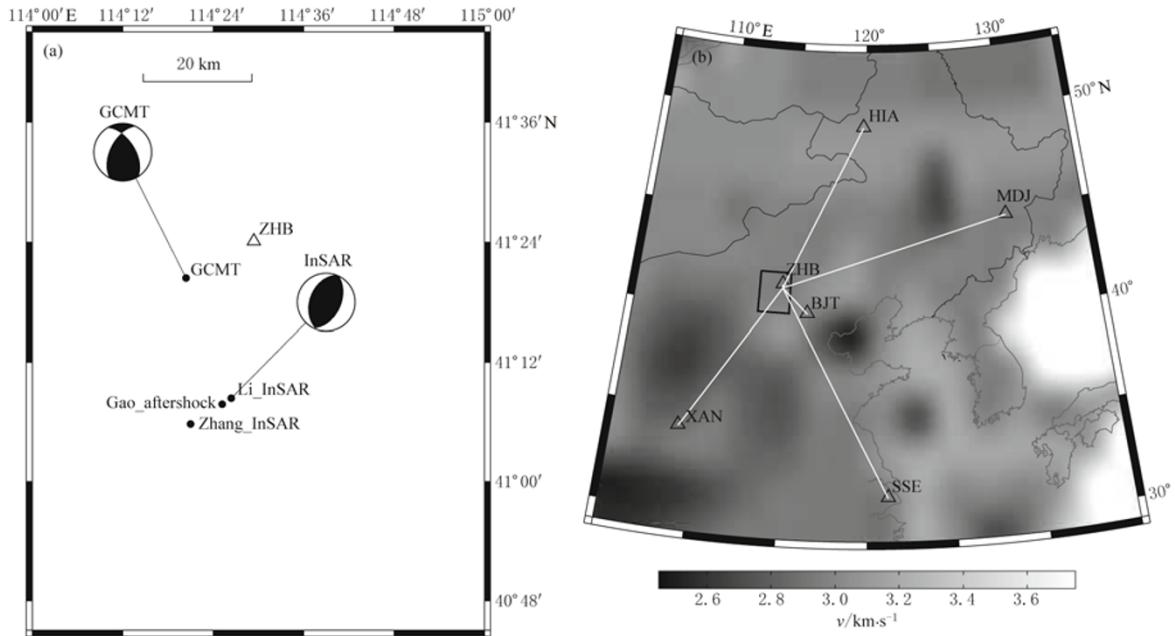 114°00′E 114°12′ 114°24′ 114°36′ 114°48′ 115°00′
(a)
20 km
GCMT
41°36′N
ZHB
41°24′
GCMT
InSAR
41°12′
Li_InSAR
Gao_aftershock
Zhang_InSAR
41°00′
40°48′
110°E 120° 130°
(b)
50°N
HIA
MDJ
ZHB
40°
BJT
XAN
SSE
30°
2.6 2.8 3.0 3.2 3.4 3.6
v/km·s⁻¹